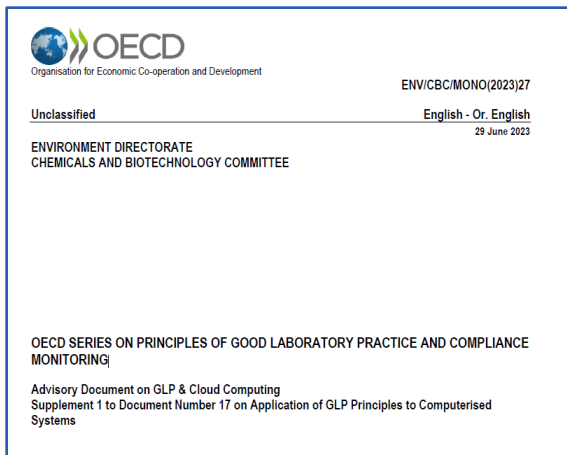 OECD
Organisation for Economic Co-operation and Development
ENV/CBC/MONO(2023)27
Unclassified
English - Or. English
29 June 2023
ENVIRONMENT DIRECTORATE
CHEMICALS AND BIOTECHNOLOGY COMMITTEE
OECD SERIES ON PRINCIPLES OF GOOD LABORATORY PRACTICE AND COMPLIANCE
MONITORING
Advisory Document on GLP & Cloud Computing
Supplement 1 to Document Number 17 on Application of GLP Principles to Computerised
Systems